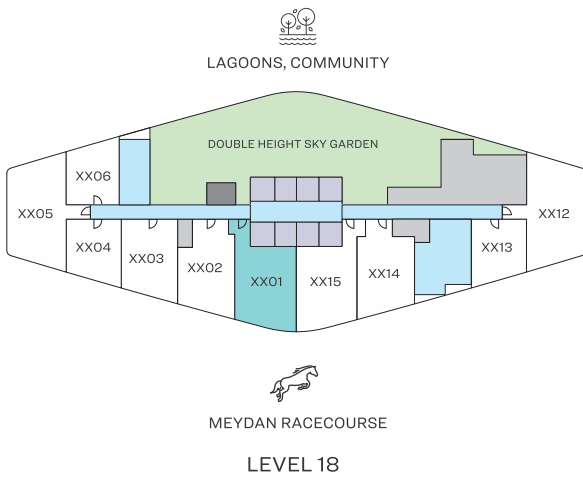 LAGOONS, COMMUNITY
DOUBLE HEIGHT SKY GARDEN
XX06
XX05
XX12
XX04
XX03
XX02
XX01
XX15
XX14
XX13
MEYDAN RACECOURSE
LEVEL 18